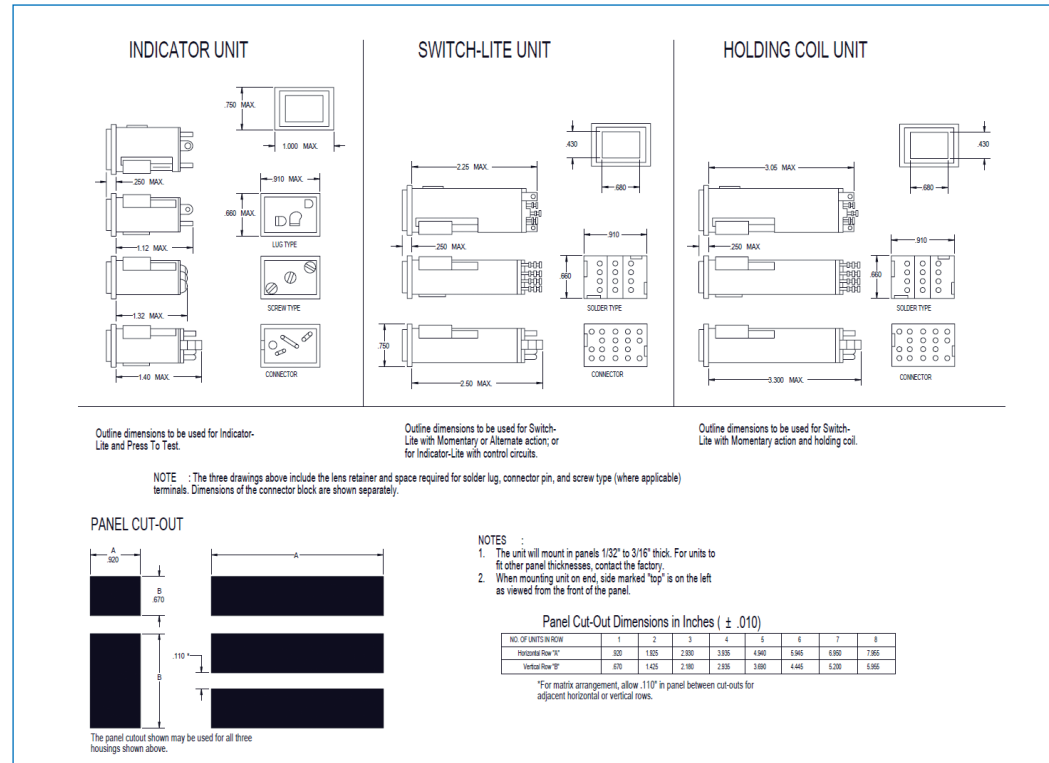 INDICATOR UNIT
SWITCH-LITE UNIT
HOLDING COIL UNIT
.750 MAX.
1.000 MAX.
.250 MAX.
.910 MAX.
.660 MAX.
LUG TYPE
1.12 MAX.
SCREW TYPE
1.32 MAX.
CONNECTOR
1.40 MAX.
.430
.680
2.25 MAX.
.250 MAX.
.910
.660
SOLDER TYPE
.750
CONNECTOR
2.50 MAX.
.430
.680
3.05 MAX.
.250 MAX
.910
.660
SOLDER TYPE
CONNECTOR
3.300 MAX.
Outline dimensions to be used for Indicator-
Lite and Press To Test.
Outline dimensions to be used for Switch-
Lite with Momentary or Alternate action; or
for Indicator-Lite with control circuits.
Outline dimensions to be used for Switch-
Lite with Momentary action and holding coil.
NOTE : The three drawings above include the lens retainer and space required for solder lug, connector pin, and screw type (where applicable)
terminals. Dimensions of the connector block are shown separately.
PANEL CUT-OUT
A
.920
B
.670
A
B
.110 *
The panel cutout shown may be used for all three
housings shown above.
NOTES :
1. The unit will mount in panels 1/32" to 3/16" thick. For units to
fit other panel thicknesses, contact the factory.
2. When mounting unit on end, side marked "top" is on the left
as viewed from the front of the panel.
Panel Cut-Out Dimensions in Inches ( ± .010)
NO. OF UNITS IN ROW 1 2 3 4 5 6 7 8
Horizontal Row "A" .920 1.925 2.930 3.935 4.940 5.945 6.950 7.955
Vertical Row "B" .670 1.425 2.180 2.935 3.690 4.445 5.200 5.955
*For matrix arrangement, allow .110" in panel between cut-outs for
adjacent horizontal or vertical rows.